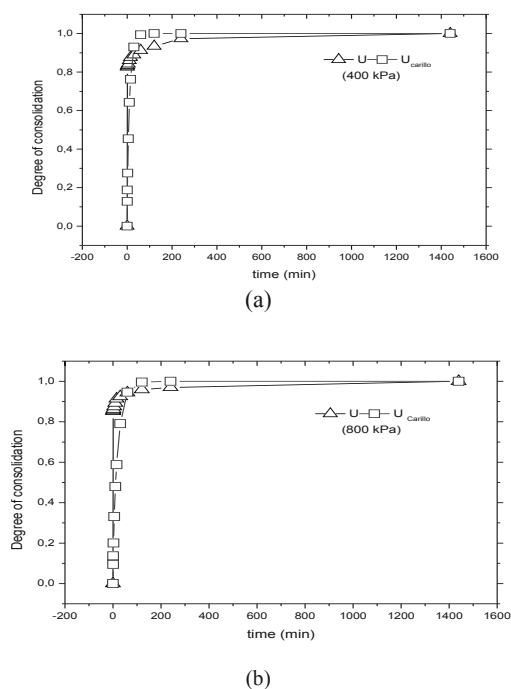 1,0
0,8
0,6
0,4
0,2
0,0
Degree of consolidation
U U carillo
(400 kPa)
-200 0 200 400 600 800 1000 1200 1400 1600
time (min)
(a)
1,0
0,8
0,6
0,4
0,2
0,0
Degree of consolidation
U U Carillo
(800 kPa)
-200 0 200 400 600 800 1000 1200 1400 1600
time (min)
(b)